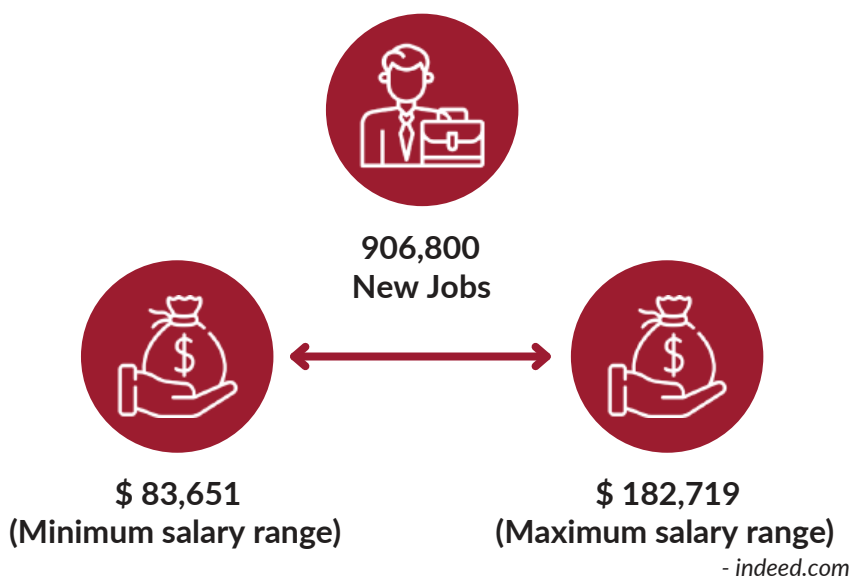 906,800
New Jobs
$ 83,651
(Minimum salary range)
$ 182,719
(Maximum salary range)
- indeed.com